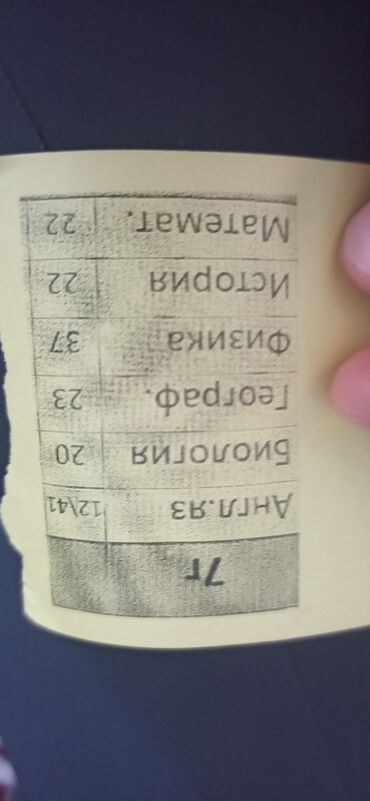 7г
Англ.яз 12\41
Биология 20
Географ. 23
Физика 37
История 22
Математ. 22